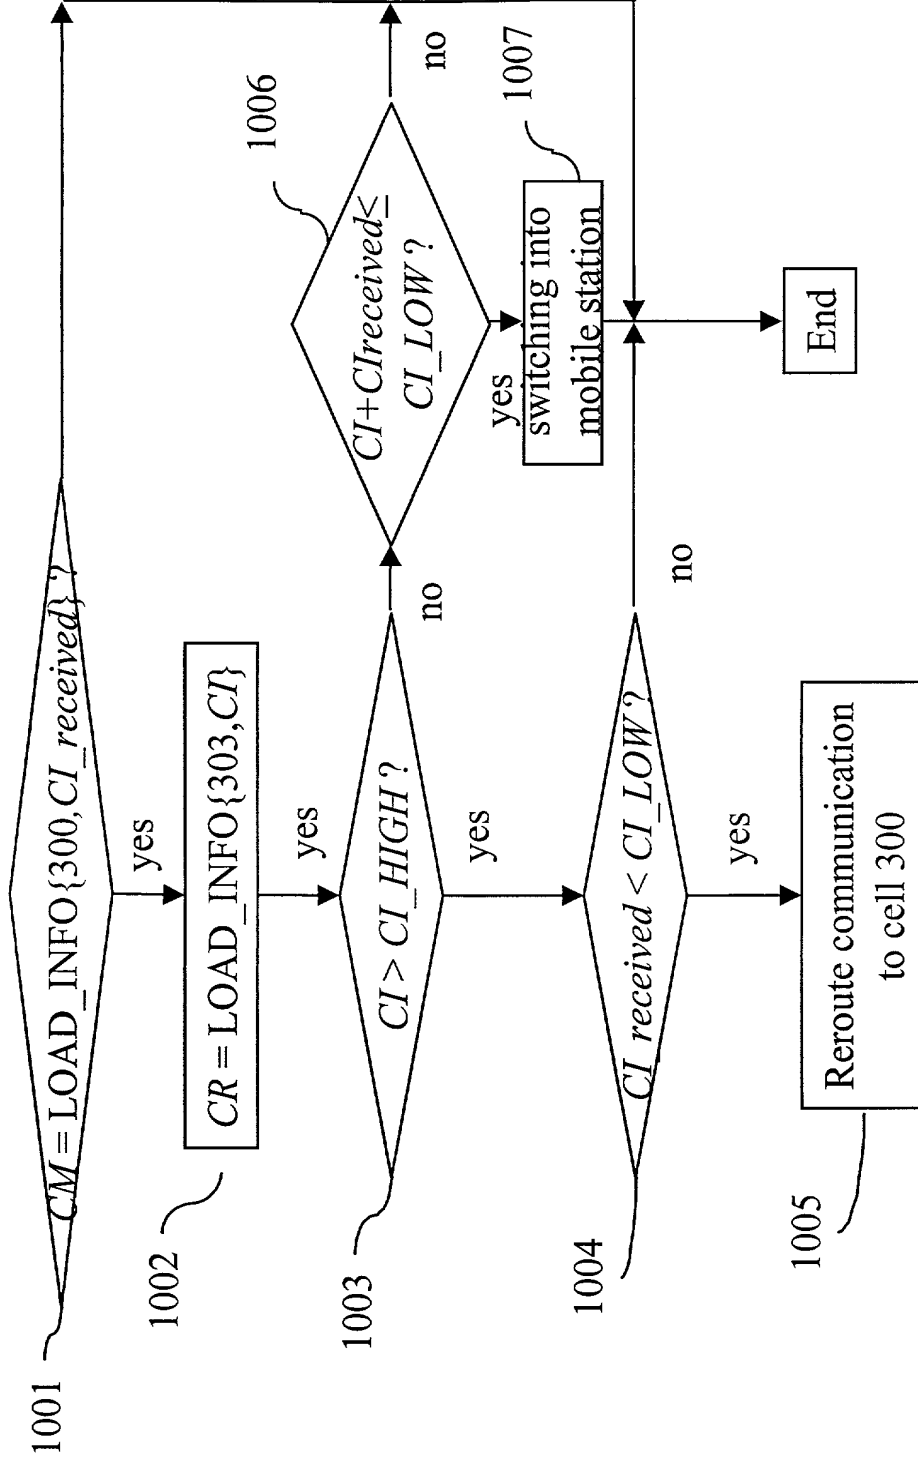 1001
CM = LOAD_INFO{300,CI_received} ?
yes
1002
CR = LOAD_INFO{303,CI}
yes
1003
CI > CI_HIGH ?
no
yes
1006
CI+CIreceived≤
CI_LOW ?
no
yes
1007
switching into
mobile station
1004
CI_received < CI_LOW ?
no
yes
1005
Reroute communication
to cell 300
End